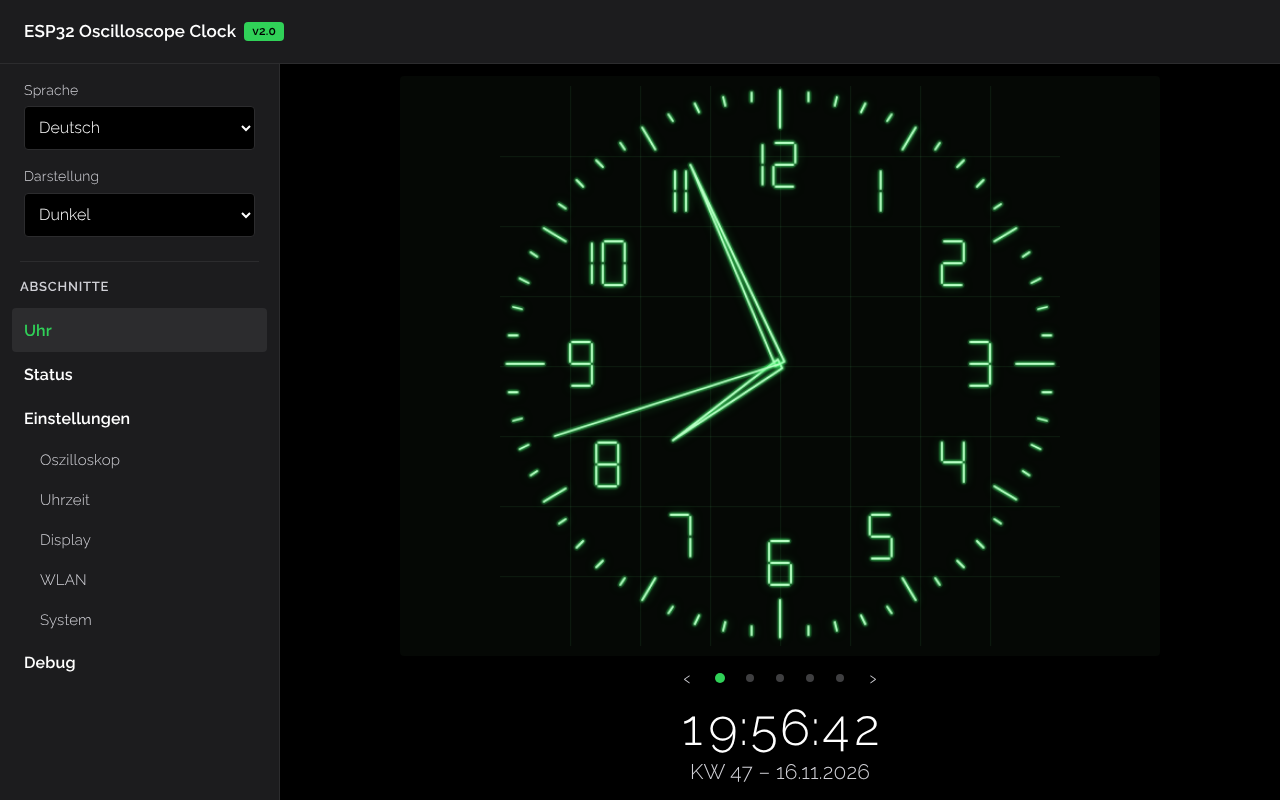 ESP32 Oscilloscope Clock v2.0
Sprache
Deutsch
Darstellung
Dunkel
ABSCHNITTE
Uhr
Status
Einstellungen
Oszilloskop
Uhrzeit
Display
WLAN
System
Debug
12
11
1
10
2
9
3
8
4
7
5
6
< >
19:56:42
KW 47 – 16.11.2026